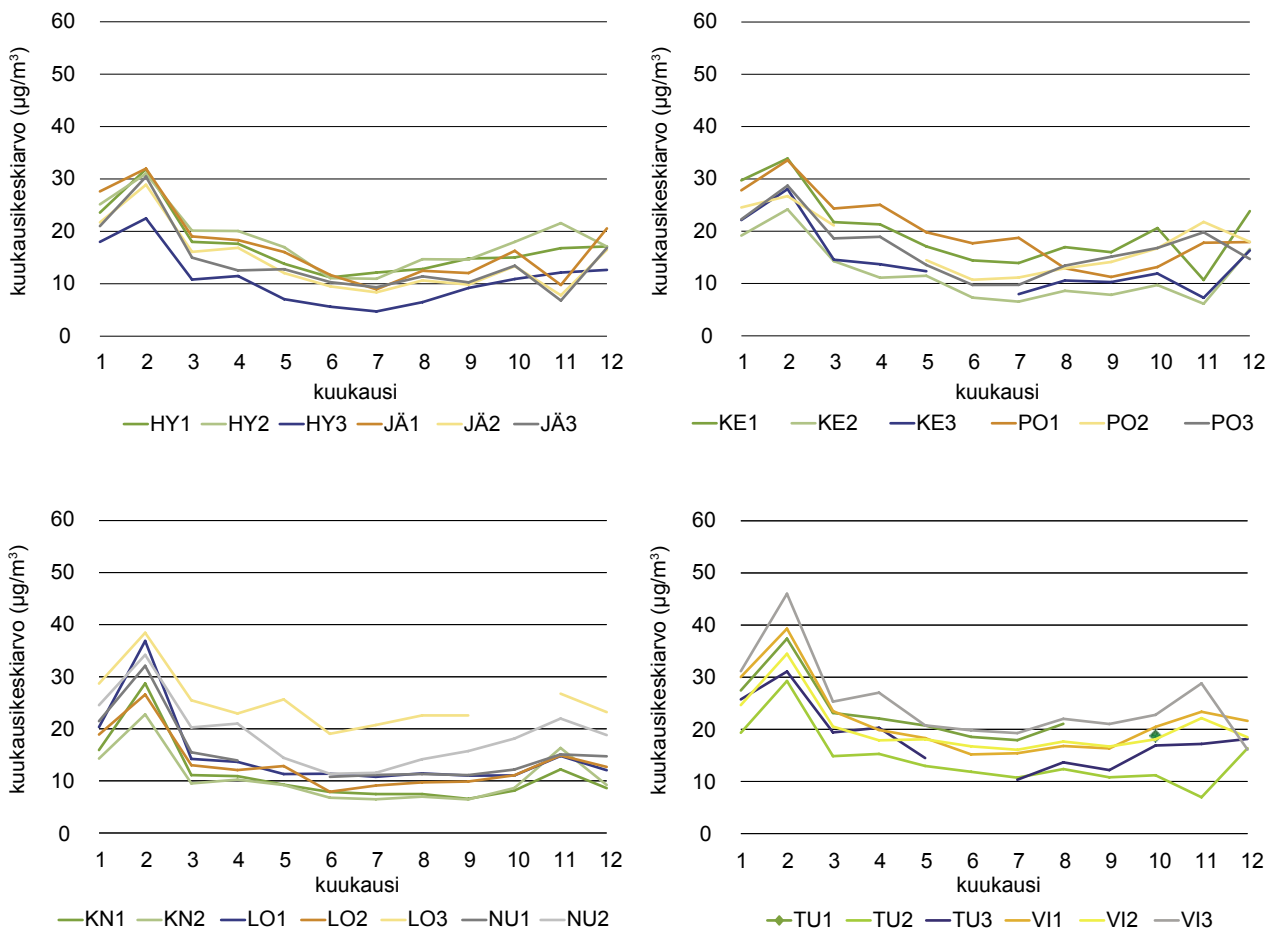 kuukausikeskiarvo (µg/m³)
60
50
40
30
20
10
0
1 2 3 4 5 6 7 8 9 10 11 12
kuukausi
HY1 HY2 HY3 JÄ1 JÄ2 JÄ3
kuukausikeskiarvo (µg/m³)
60
50
40
30
20
10
0
1 2 3 4 5 6 7 8 9 10 11 12
kuukausi
KE1 KE2 KE3 PO1 PO2 PO3
kuukausikeskiarvo (µg/m³)
60
50
40
30
20
10
0
1 2 3 4 5 6 7 8 9 10 11 12
kuukausi
KN1 KN2 LO1 LO2 LO3 NU1 NU2
kuukausikeskiarvo (µg/m³)
60
50
40
30
20
10
0
1 2 3 4 5 6 7 8 9 10 11 12
kuukausi
TU1 TU2 TU3 VI1 VI2 VI3